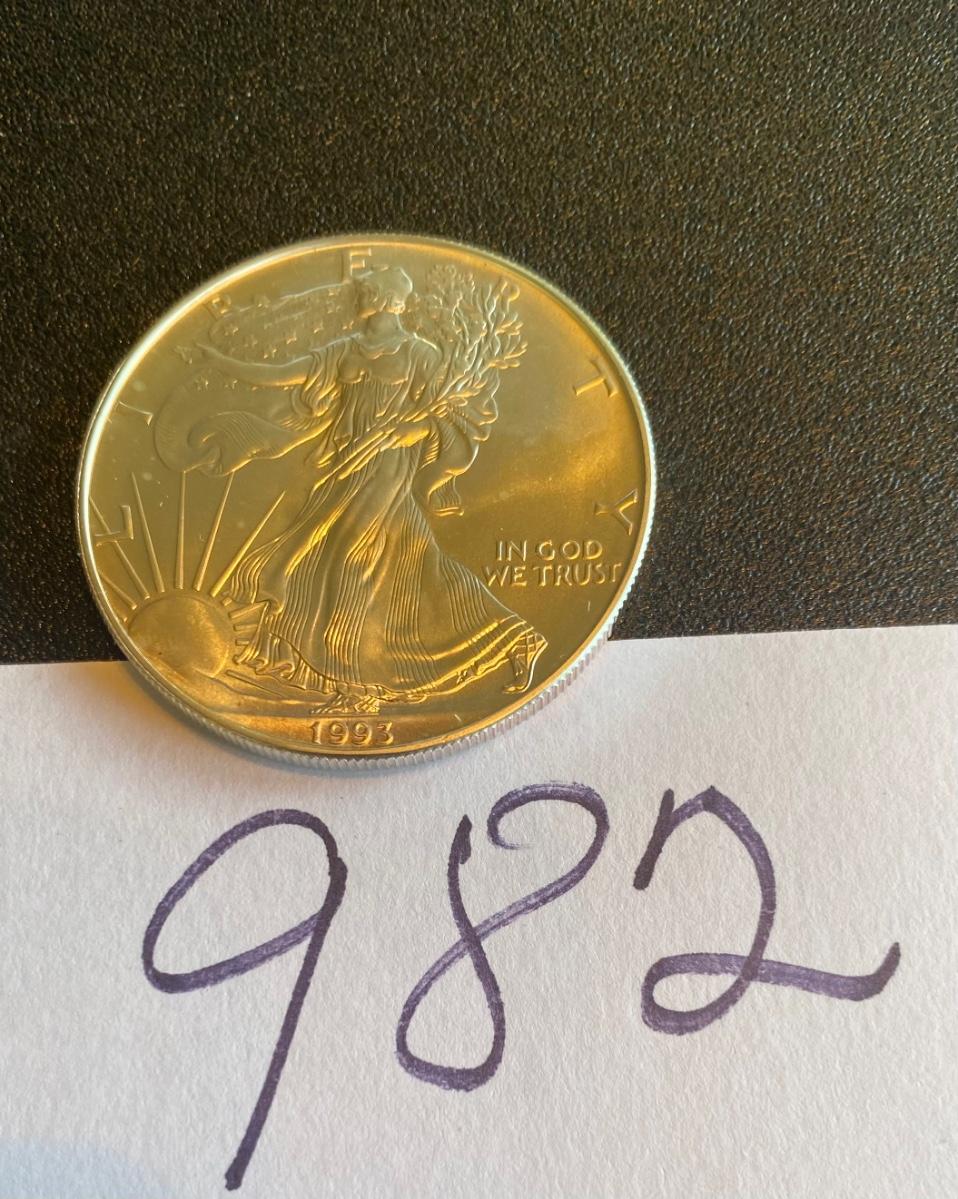 LIBERTY
IN GOD
WE TRUST
1993
982